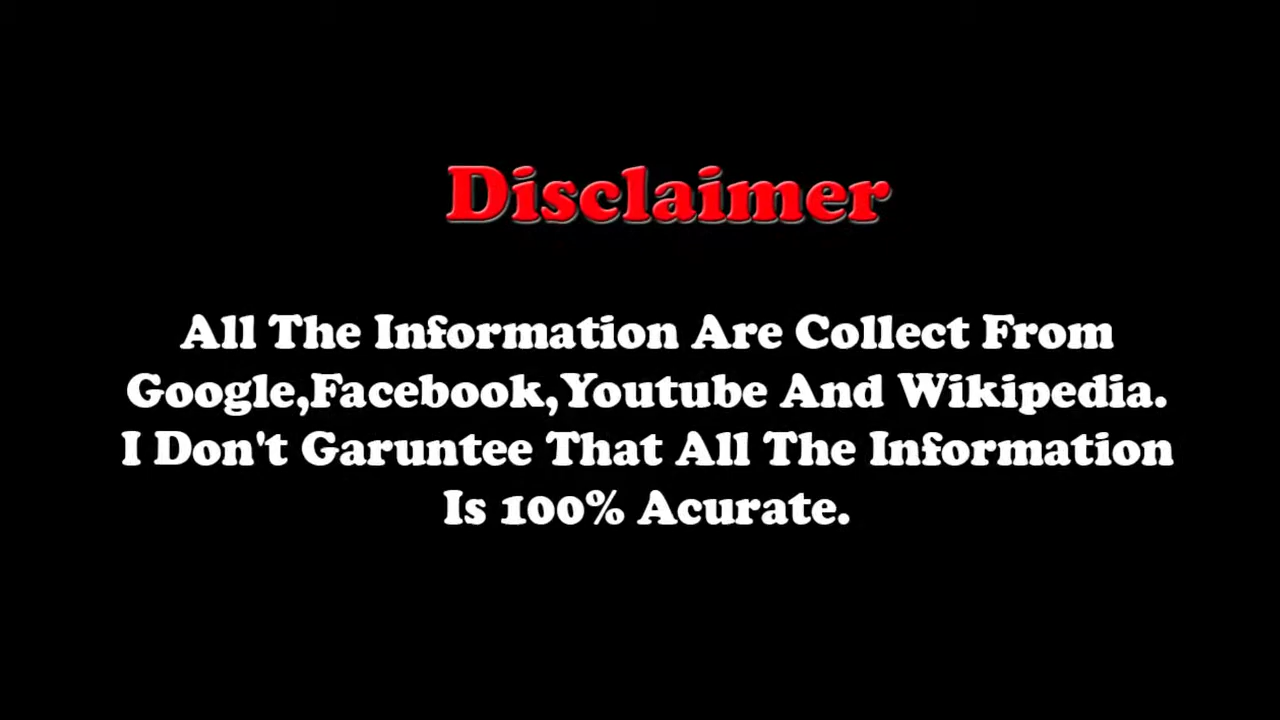 Disclaimer
All The Information Are Collect From
Google,Facebook,Youtube And Wikipedia.
I Don't Garuntee That All The Information
Is 100% Acurate.